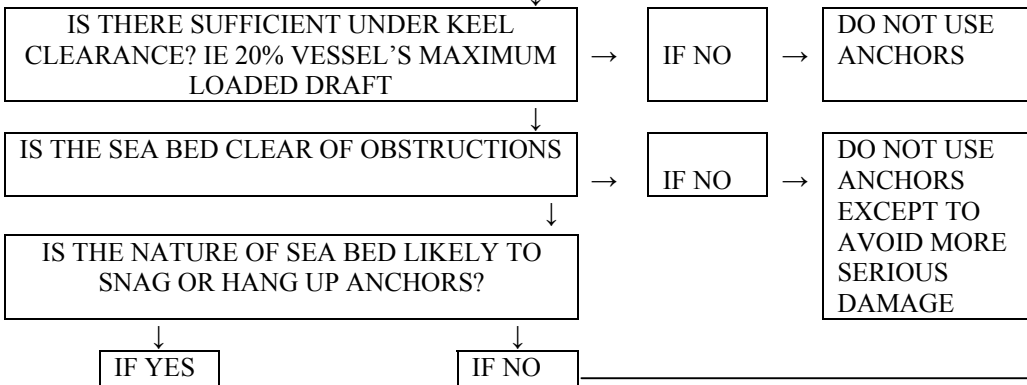 IS THERE SUFFICIENT UNDER KEEL
CLEARANCE? IE 20% VESSEL'S MAXIMUM
LOADED DRAFT
→
IF NO
→
DO NOT USE
ANCHORS
IS THE SEA BED CLEAR OF OBSTRUCTIONS
→
IF NO
→
DO NOT USE
ANCHORS
EXCEPT TO
AVOID MORE
SERIOUS
DAMAGE
IS THE NATURE OF SEA BED LIKELY TO
SNAG OR HANG UP ANCHORS?
IF YES
IF NO